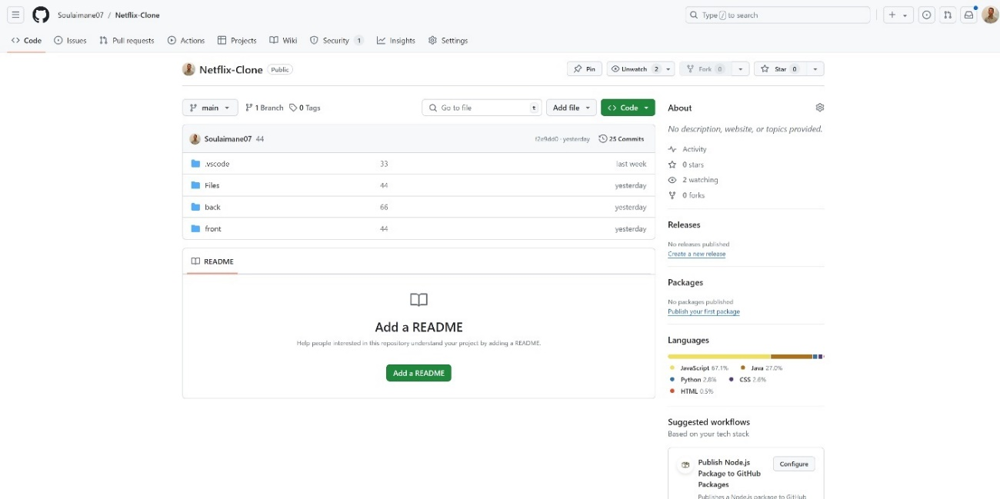 Soulaimane07 / Netflix-Clone
Type / to search
Code Issues Pull requests Actions Projects Wiki Security 1 Insights Settings
Netflix-Clone Public
Pin Unwatch 2 Fork 0 Star 0
main 1 Branch 0 Tags Go to file t Add file Code
Soulaimane07 44 f2e9dd0 · yesterday 25 Commits
.vscode 33 last week
Files 44 yesterday
back 66 yesterday
front 44 yesterday
README
Add a README
Help people interested in this repository understand your project by adding a README.
Add a README
About
No description, website, or topics provided.
Activity
0 stars
2 watching
0 forks
Releases
No releases published
Create a new release
Packages
No packages published
Publish your first package
Languages
JavaScript 67.1% Java 27.0%
Python 2.8% CSS 2.6%
HTML 0.5%
Suggested workflows
Based on your tech stack
Publish Node.js
Package to GitHub
Packages
Configure
Publishes a Node.js package to GitHub